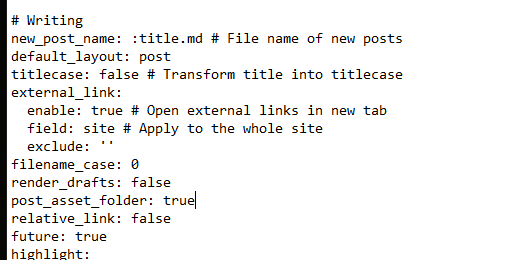 # Writing
new_post_name: :title.md # File name of new posts
default_layout: post
titlecase: false # Transform title into titlecase
external_link:
  enable: true # Open external links in new tab
  field: site # Apply to the whole site
  exclude: ''
filename_case: 0
render_drafts: false
post_asset_folder: true
relative_link: false
future: true
highlight: